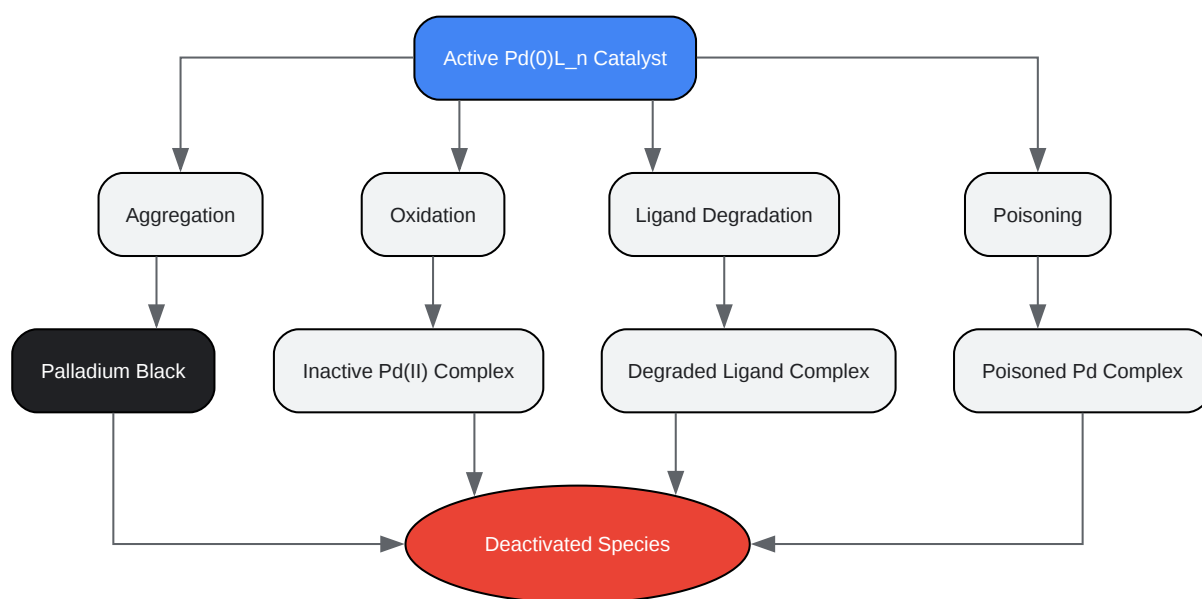 Active Pd(0)L_n Catalyst
Aggregation
Oxidation
Ligand Degradation
Poisoning
Palladium Black
Inactive Pd(II) Complex
Degraded Ligand Complex
Poisoned Pd Complex
Deactivated Species